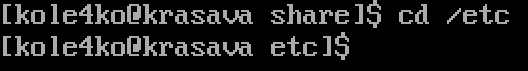 [kole4ko@krasava share]$ cd /etc
[kole4ko@krasava etc]$